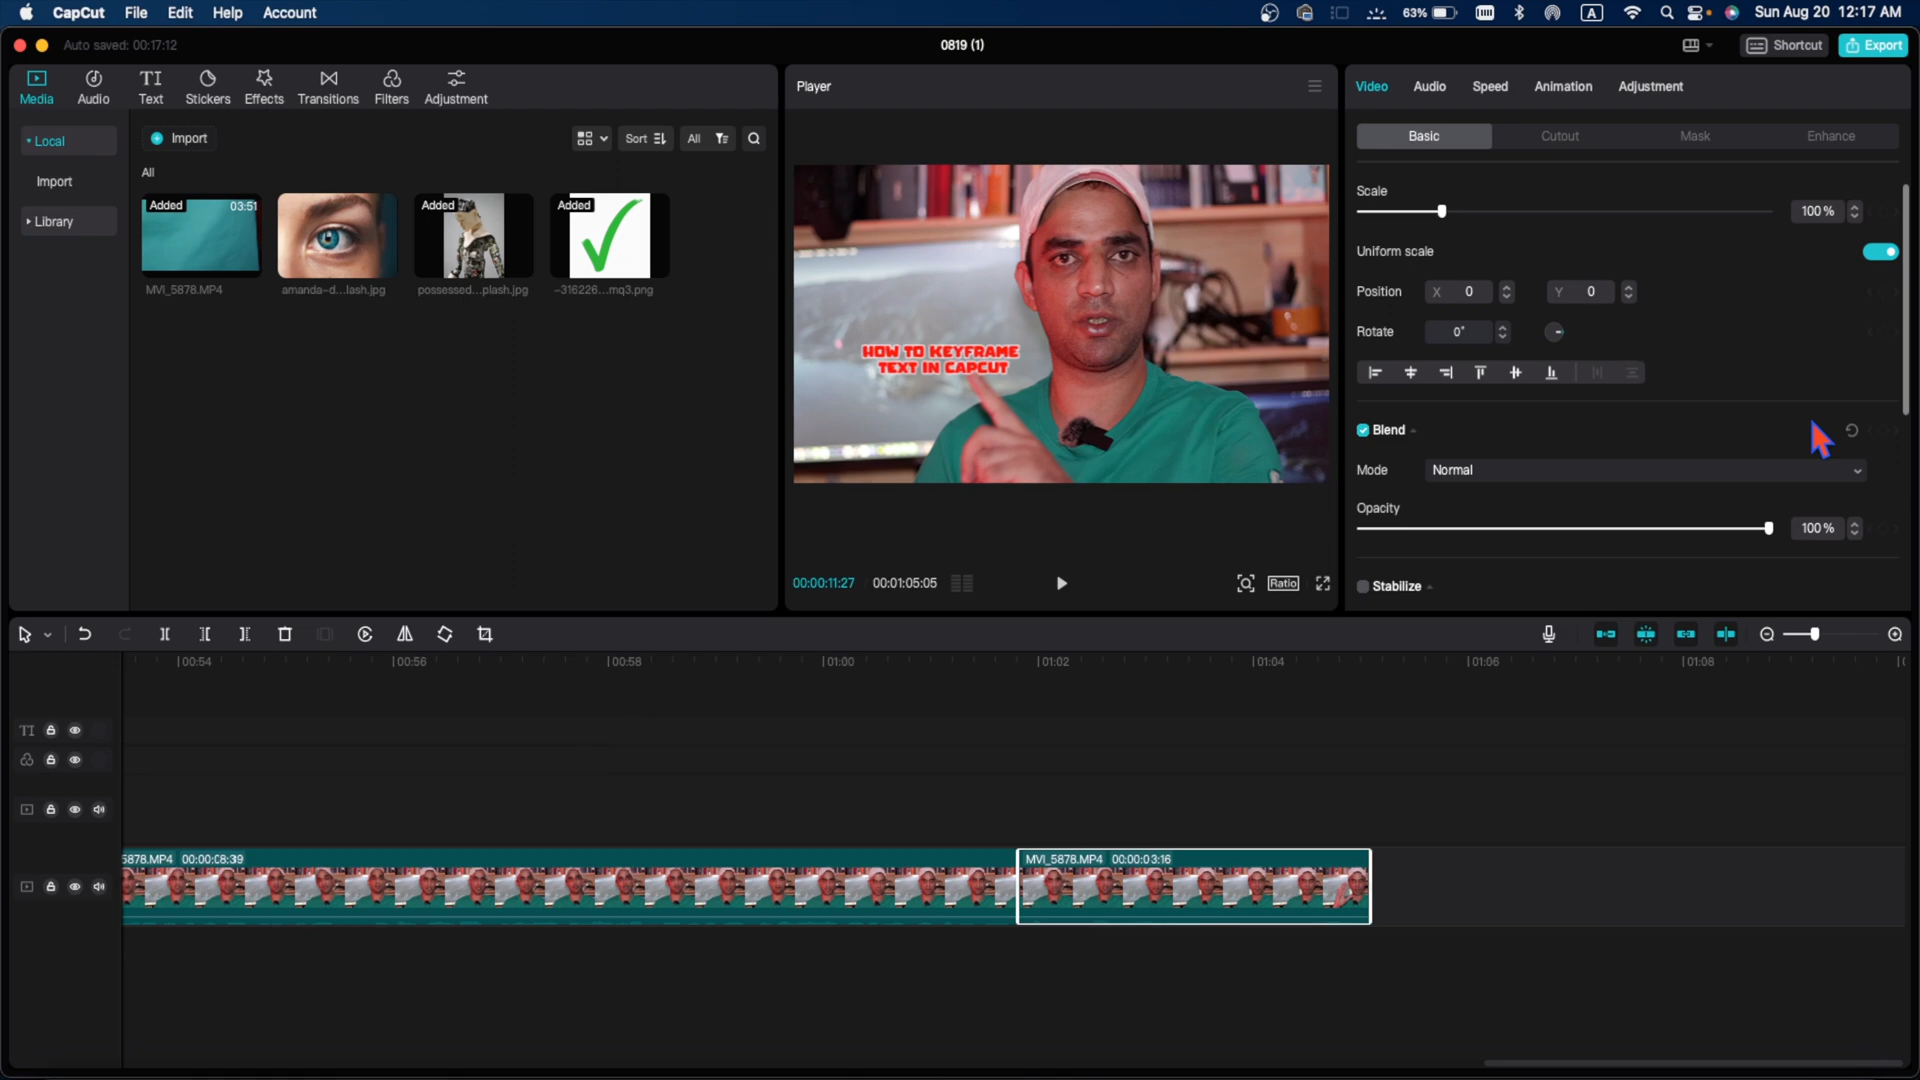 CapCut File Edit Help Account
63% A Sun Aug 20 12:17 AM
Auto saved: 00:17:12
0819 (1)
Shortcut
Export
Media
TI
Audio Text Stickers Effects Transitions Filters Adjustment
Local
Import
Library
Import
Sort
All
All
Added 03:51
MVI_5878.MP4
amanda-d...lash.jpg
Added
possessed...plash.jpg
Added
-316226...mq3.png
Player
HOW TO KEYFRAME
TEXT IN CAPCUT
00:00:11:27 00:01:05:05
Ratio
Video Audio Speed Animation Adjustment
Basic Cutout Mask Enhance
Scale
100%
Uniform scale
Position X 0 Y 0
Rotate 0°
Blend
Mode Normal
Opacity
100%
Stabilize
00:54 00:56 00:58 01:00 01:02 01:04 01:06 01:08
TI
5878.MP4 00:00:08:39
MVI_5878.MP4 00:00:03:16